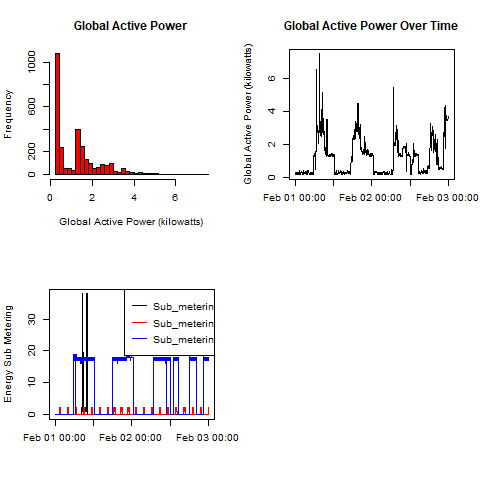 Global Active Power
Frequency
0 200 600 1000
0 2 4 6
Global Active Power (kilowatts)
Global Active Power Over Time
Global Active Power (kilowatts)
0 2 4 6
Feb 01 00:00 Feb 02 00:00 Feb 03 00:00
Energy Sub Metering
0 10 20 30
Sub_meterin
Sub_meterin
Sub_meterin
Feb 01 00:00 Feb 02 00:00 Feb 03 00:00